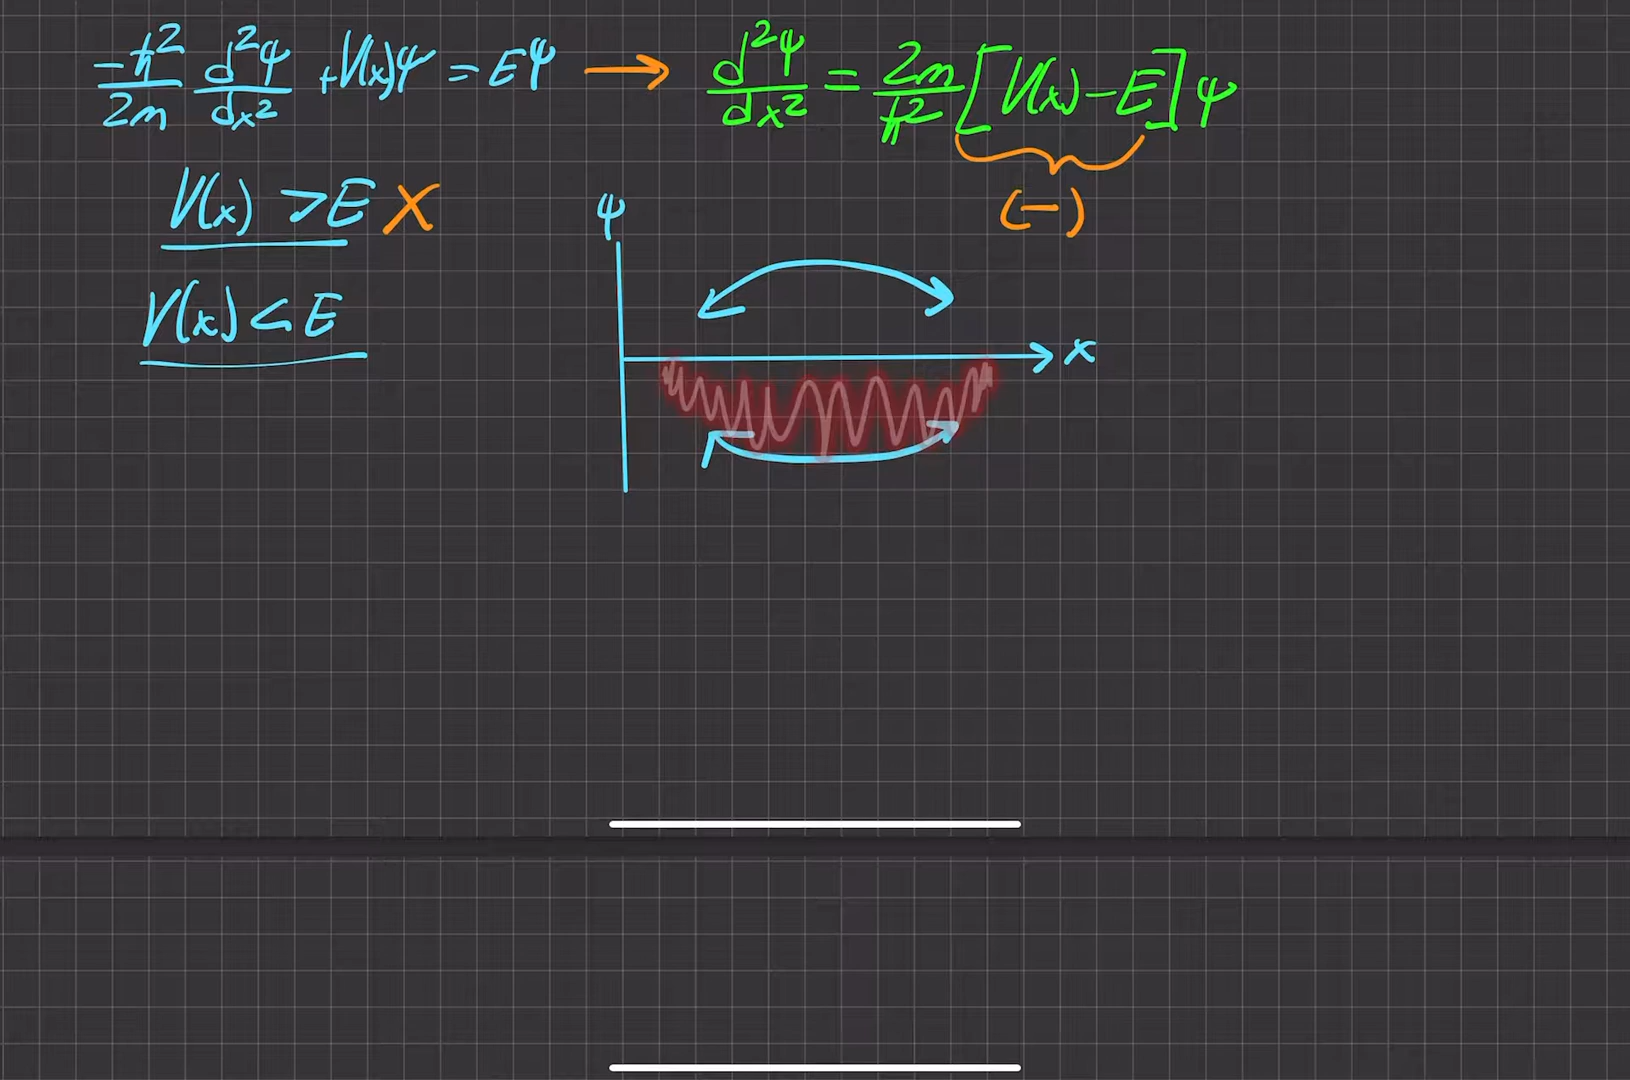 -ħ²/2m d²ψ/dx² + V(x)ψ = Eψ → d²ψ/dx² = 2m/ħ² [V(x) - E] ψ
(-)
V(x) > E X
V(x) < E
ψ
x